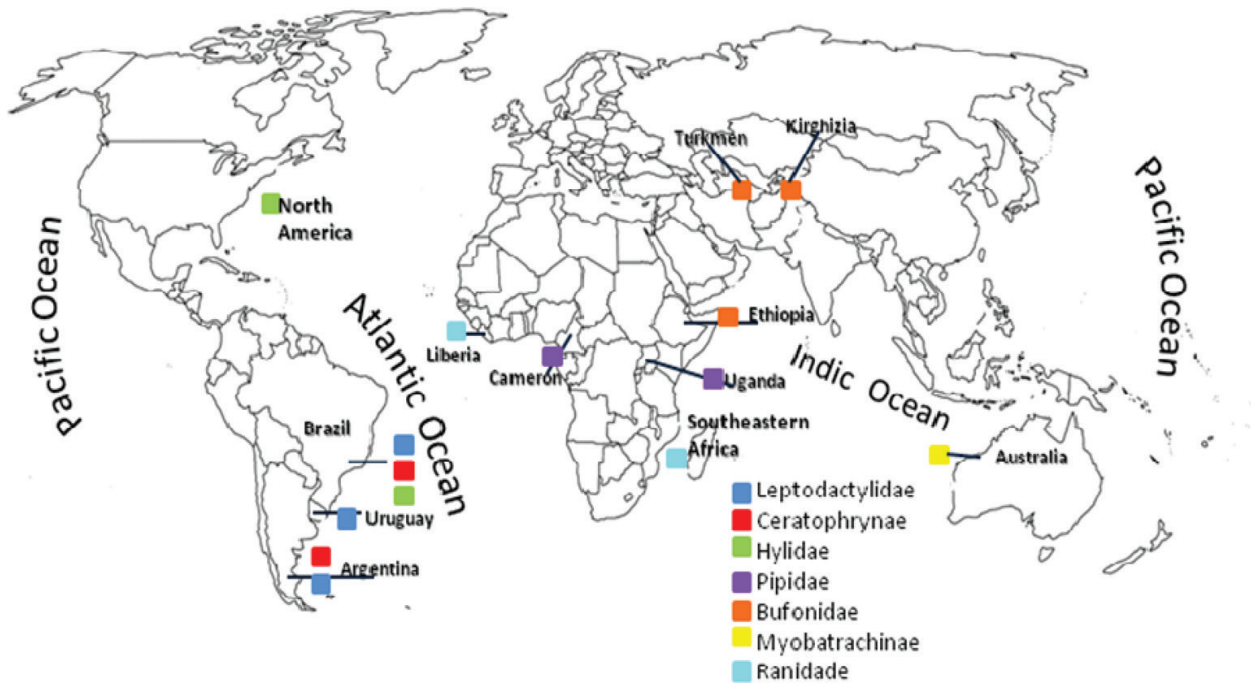 Turkmen
Kirghizia
North
America
Pacific Ocean
Pacific Ocean
Atlantic Ocean
Liberia
Cameron
Ethiopia
Uganda
Indic Ocean
Southeastern
Africa
Brazil
Australia
Uruguay
Argentina
Leptodactylidae
Ceratophrynae
Hylidae
Pipidae
Bufonidae
Myobatrachinae
Ranidade